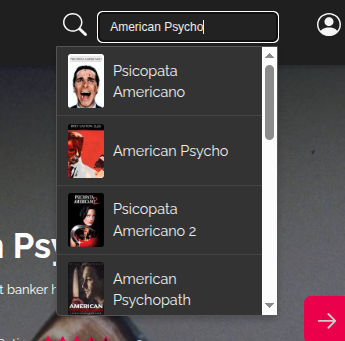 American Psycho
Psicopata
Americano
American Psycho
Psicopata
Americano 2
American
Psychopath
n Psy
t banker h